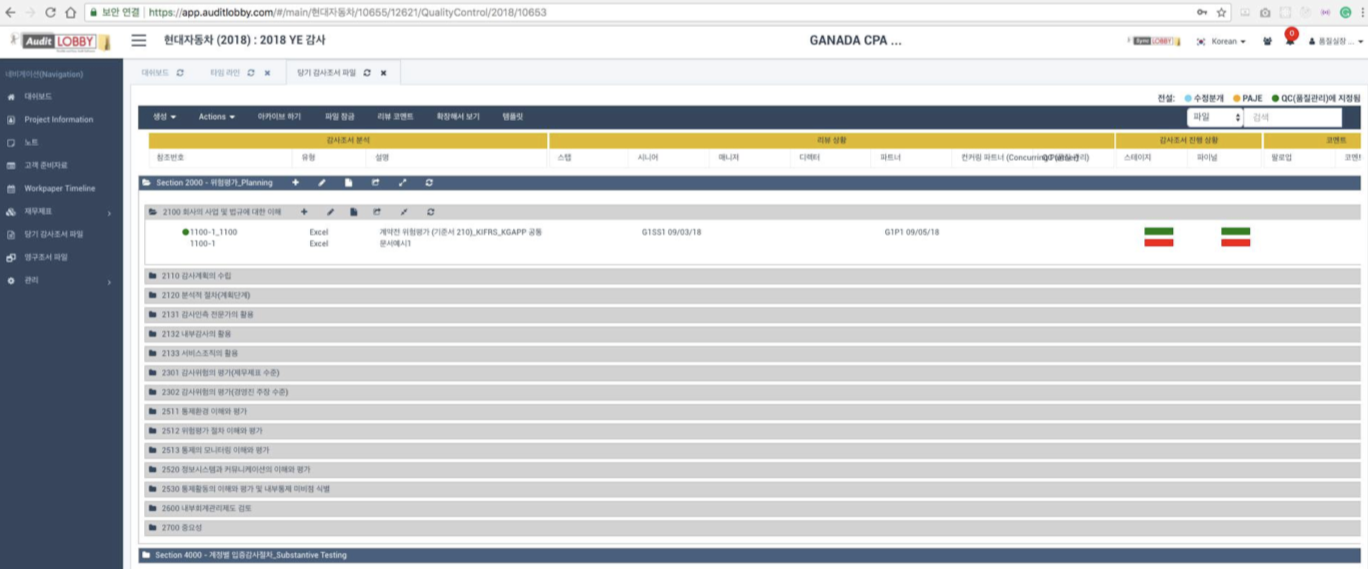 보안 연결 | https://app.auditlobby.com/#/main/현대자동차/10655/12621/QualityControl/2018/10653
Audit LOBBY
현대자동차 (2018) : 2018 YE 감사
GANADA CPA ...
Audit LOBBY
Korean
0
품질실장 ...
네비게이션(Navigation)
대쉬보드
타임 라인
당기 감사조서 파일
대쉬보드
Project Information
노트
고객 준비자료
Workpaper Timeline
재무제표
당기 감사조서 파일
영구조서 파일
관리
전설: 수정분개 PAJE QC(품질관리)에 지정됨
생성 Actions 아카이브 하기 파일 잠금 리뷰 코멘트 확장해서 보기 템플릿
파일 검색
감사조서 분석 리뷰 상황 감사조서 진행 상황 코멘트
참조번호 유형 설명 스텝 시니어 매니저 디렉터 파트너 컨커링 파트너 (Concurring 스테이지 파이널 팔로업 코멘트
Section 2000 - 위험평가_Planning
2100 회사의 사업 및 법규에 대한 이해
1100-1_1100 Excel 계약전 위험평가 (기준서 210)_KIFRS_KGAPP 공통 G1SS1 09/03/18 G1P1 09/05/18
1100-1 Excel 문서예시1
2110 감사계획의 수립
2120 분석적 절차(계획단계)
2131 감사인측 전문가의 활용
2132 내부감사의 활용
2133 서비스조직의 활용
2301 감사위험의 평가(재무제표 수준)
2302 감사위험의 평가(경영진 주장 수준)
2511 통제환경 이해와 평가
2512 위험평가 절차 이해와 평가
2513 통제의 모니터링 이해와 평가
2520 정보시스템과 커뮤니케이션의 이해와 평가
2530 통제활동의 이해와 평가 및 내부통제 미비점 식별
2600 내부회계관리제도 검토
2700 중요성
Section 4000 - 계정별 입증감사절차_Substantive Testing